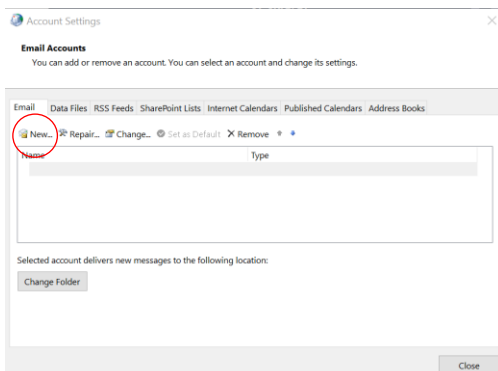 Account Settings
Email Accounts
You can add or remove an account. You can select an account and change its settings.
Email Data Files RSS Feeds SharePoint Lists Internet Calendars Published Calendars Address Books
New... Repair... Change... Set as Default Remove
Name Type
Selected account delivers new messages to the following location:
Change Folder
Close